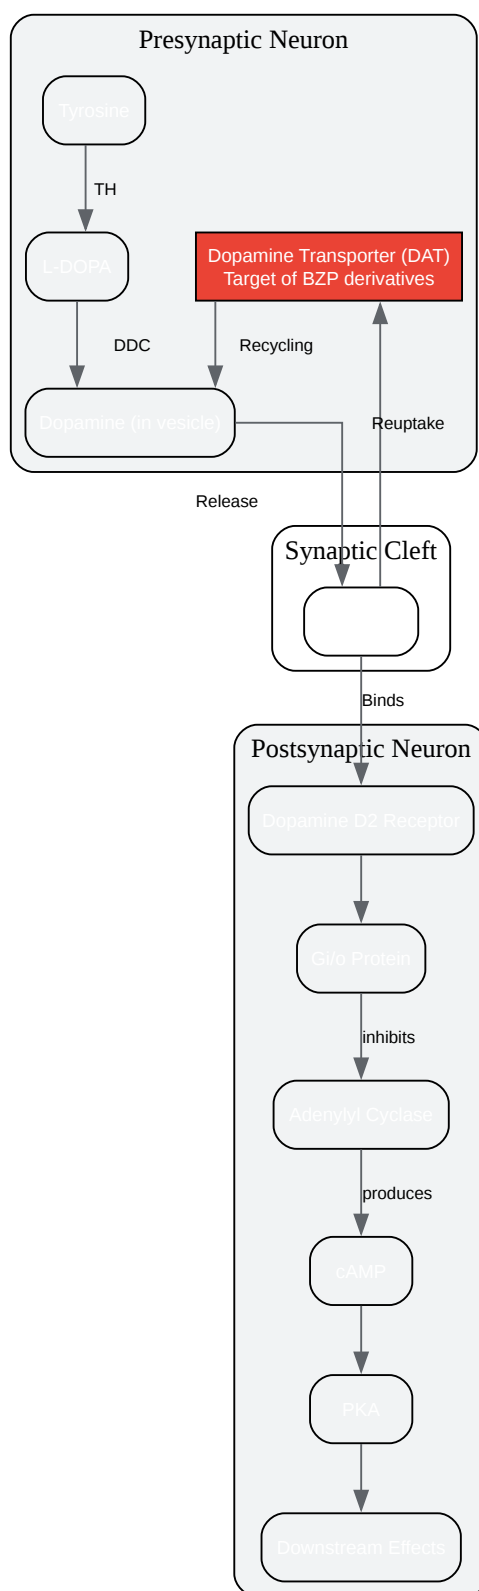 Presynaptic Neuron
Tyrosine
TH
L-DOPA
Dopamine Transporter (DAT)
Target of BZP derivatives
DDC
Recycling
Dopamine (in vesicle)
Reuptake
Release
Synaptic Cleft
Binds
Postsynaptic Neuron
Dopamine D2 Receptor
Gi/o Protein
inhibits
Adenylyl Cyclase
produces
cAMP
PKA
Downstream Effects